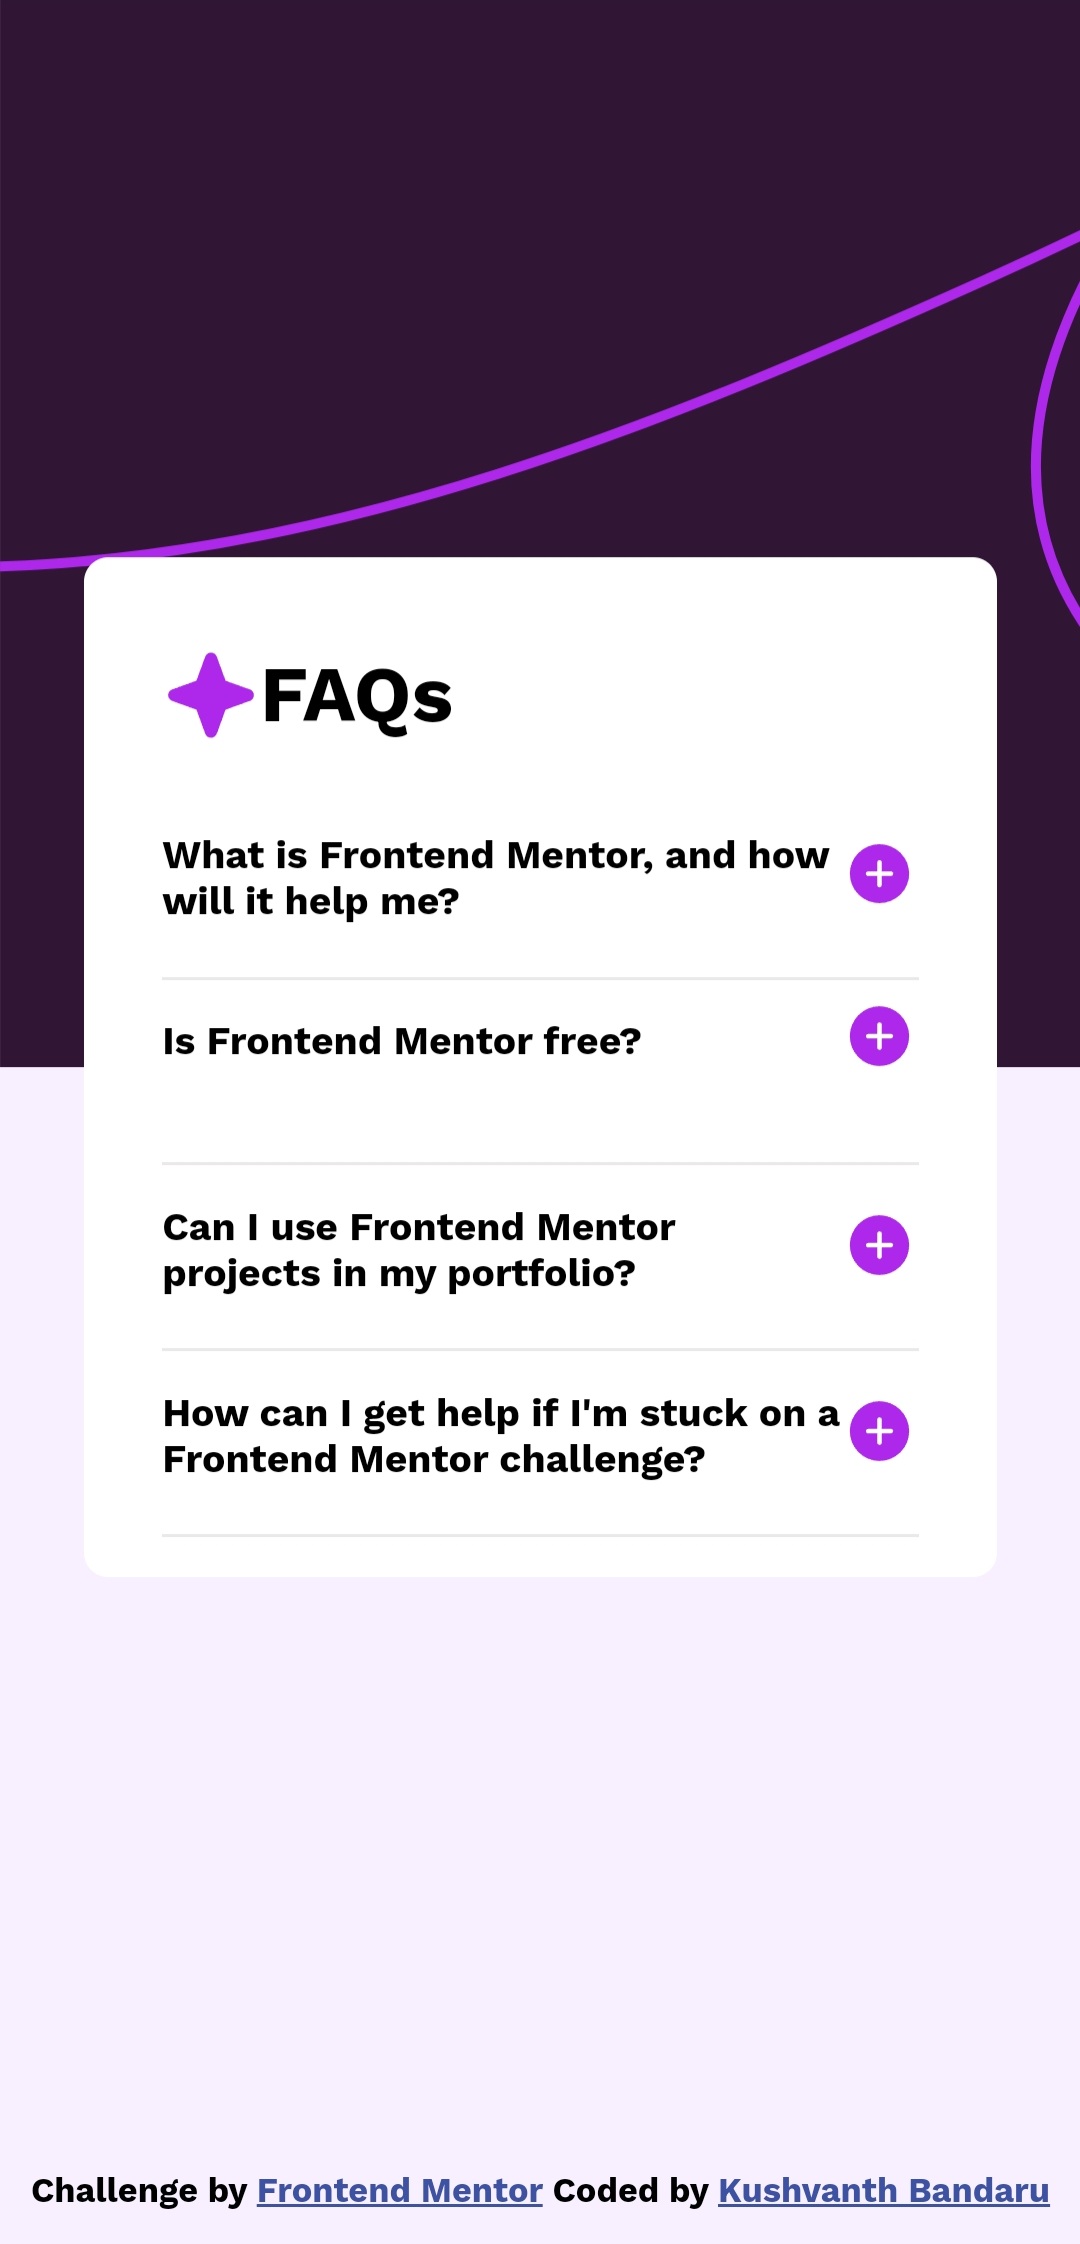 FAQs
What is Frontend Mentor, and how
will it help me?
Is Frontend Mentor free?
Can I use Frontend Mentor
projects in my portfolio?
How can I get help if I'm stuck on a
Frontend Mentor challenge?
Challenge by Frontend Mentor Coded by Kushvanth Bandaru